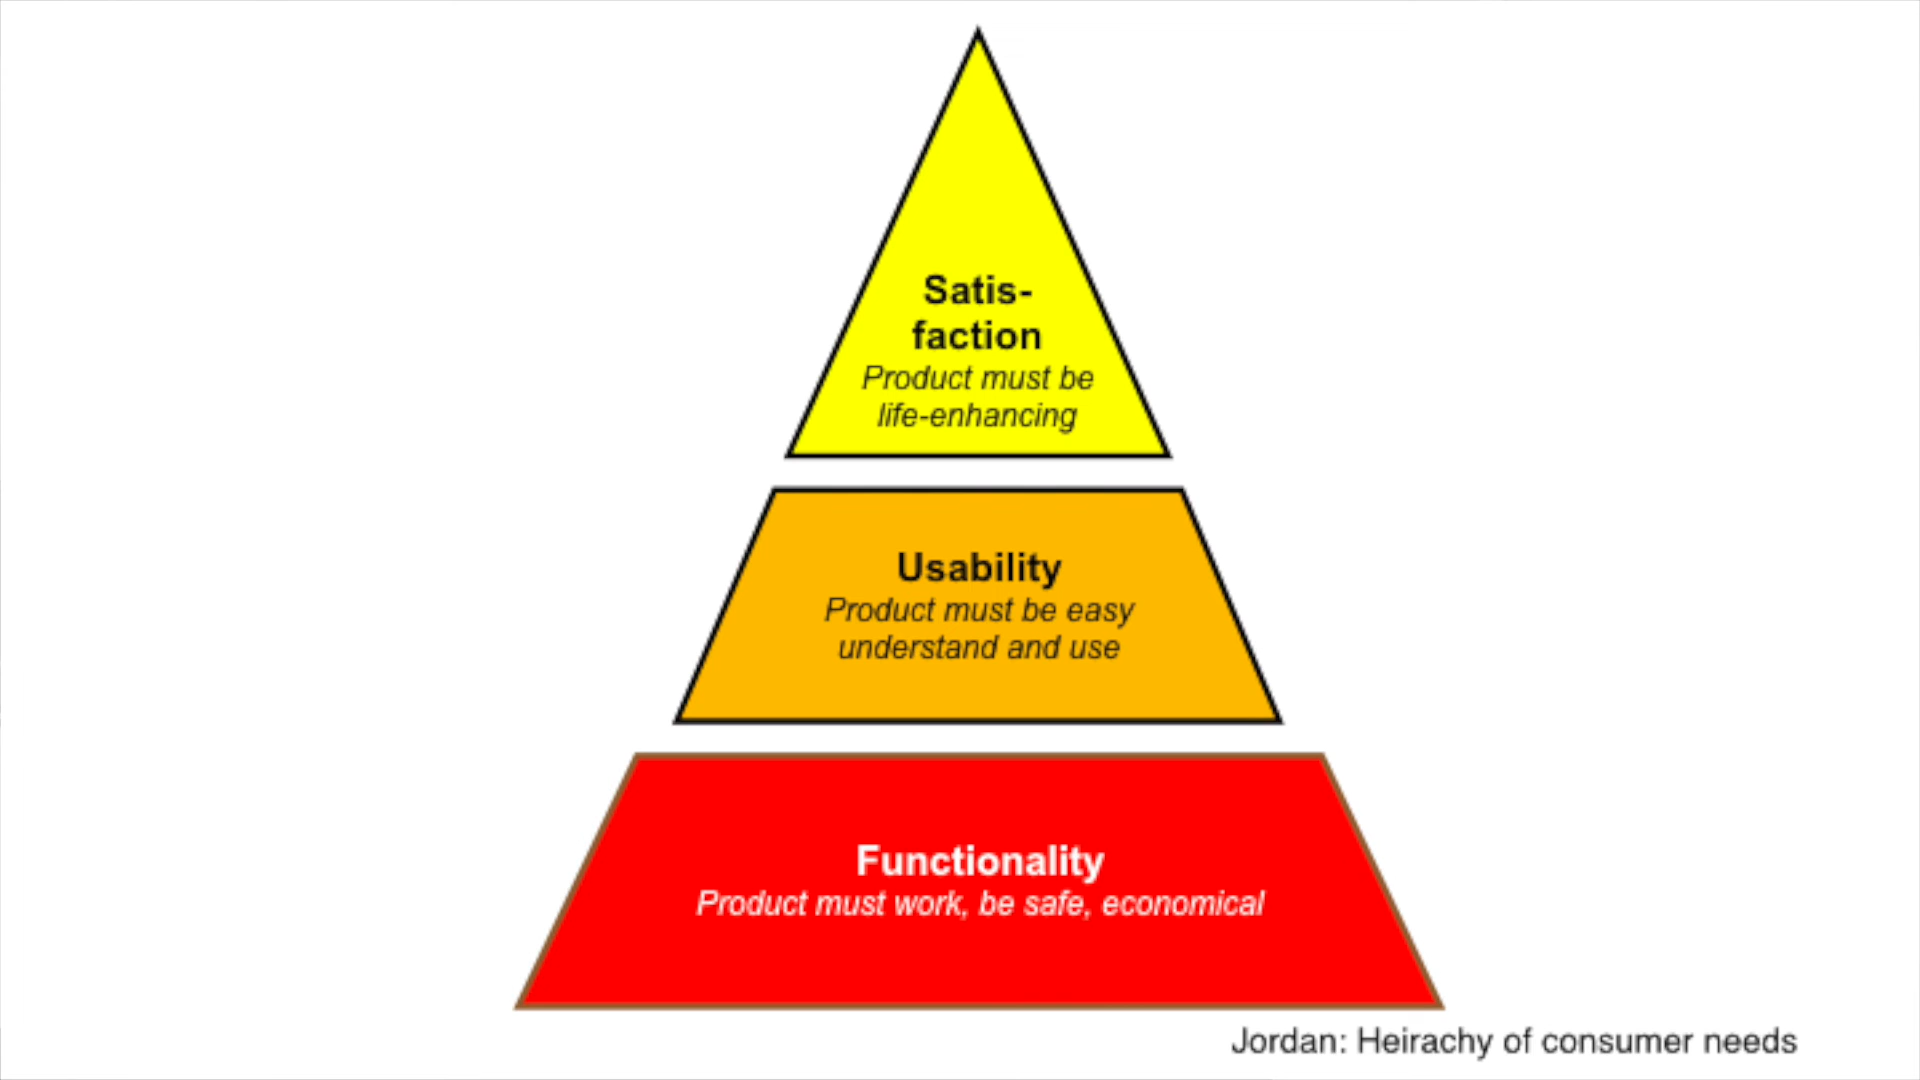 Satis-
faction
Product must be
life-enhancing
Usability
Product must be easy
understand and use
Functionality
Product must work, be safe, economical
Jordan: Heirachy of consumer needs